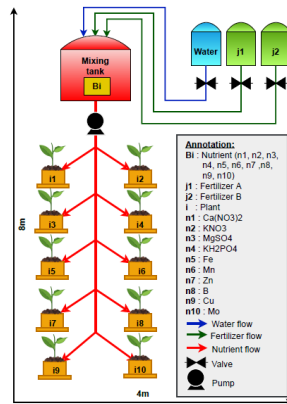 Mixing
tank
Bi
Water
j1
j2
i1
i2
i3
i4
i5
i6
i7
i8
i9
i10
8m
4m
Annotation:
Bi : Nutrient (n1, n2, n3,
n4, n5, n6, n7 ,n8,
n9, n10)
j1 : Fertilizer A
j2 : Fertilizer B
i : Plant
n1 : Ca(NO3)2
n2 : KNO3
n3 : MgSO4
n4 : KH2PO4
n5 : Fe
n6 : Mn
n7 : Zn
n8 : B
n9 : Cu
n10 : Mo
Water flow
Fertilizer flow
Nutrient flow
Valve
Pump